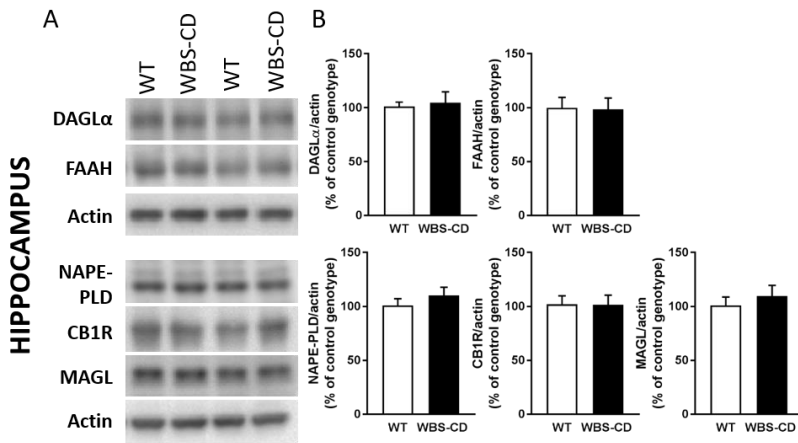 A
B
WT
WBS-CD
WT
WBS-CD
HIPPOCAMPUS
DAGLα
FAAH
Actin
NAPE-
PLD
CB1R
MAGL
Actin
DAGLα/actin
(% of control genotype)
150
100
50
0
WT
WBS-CD
FAAH/actin
(% of control genotype)
150
100
50
0
WT
WBS-CD
NAPE-PLD/actin
(% of control genotype)
150
100
50
0
WT
WBS-CD
CB1R/actin
(% of control genotype)
150
100
50
0
WT
WBS-CD
MAGL/actin
(% of control genotype)
150
100
50
0
WT
WBS-CD